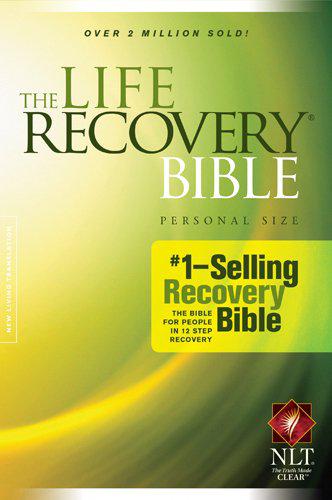 OVER 2 MILLION SOLD!
THE LIFE
RECOVERY®
BIBLE
PERSONAL SIZE
NEW LIVING TRANSLATION
#1–Selling
Recovery
Bible
THE BIBLE
FOR PEOPLE
IN 12 STEP
RECOVERY
NLT
The Truth Made
CLEAR™